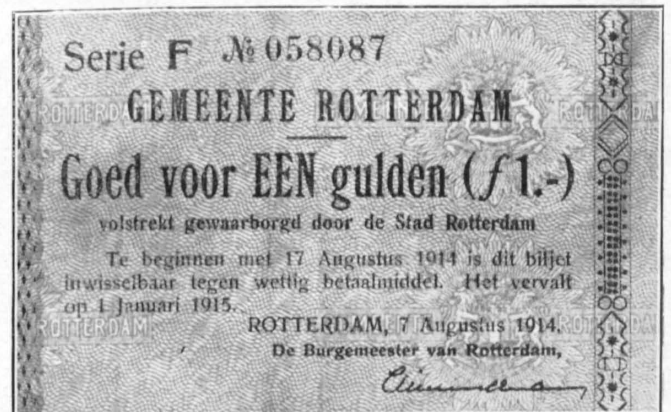 Serie F № 058087
GEMEENTE ROTTERDAM
Goed voor EEN gulden (ƒ 1.-)
volstrekt gewaarborgd door de Stad Rotterdam
Te beginnen met 17 Augustus 1914 is dit biljet
inwisselbaar tegen wettig betaalmiddel. Het vervalt
op 1 Januari 1915.
ROTTERDAM, 7 Augustus 1914.
De Burgemeester van Rotterdam,